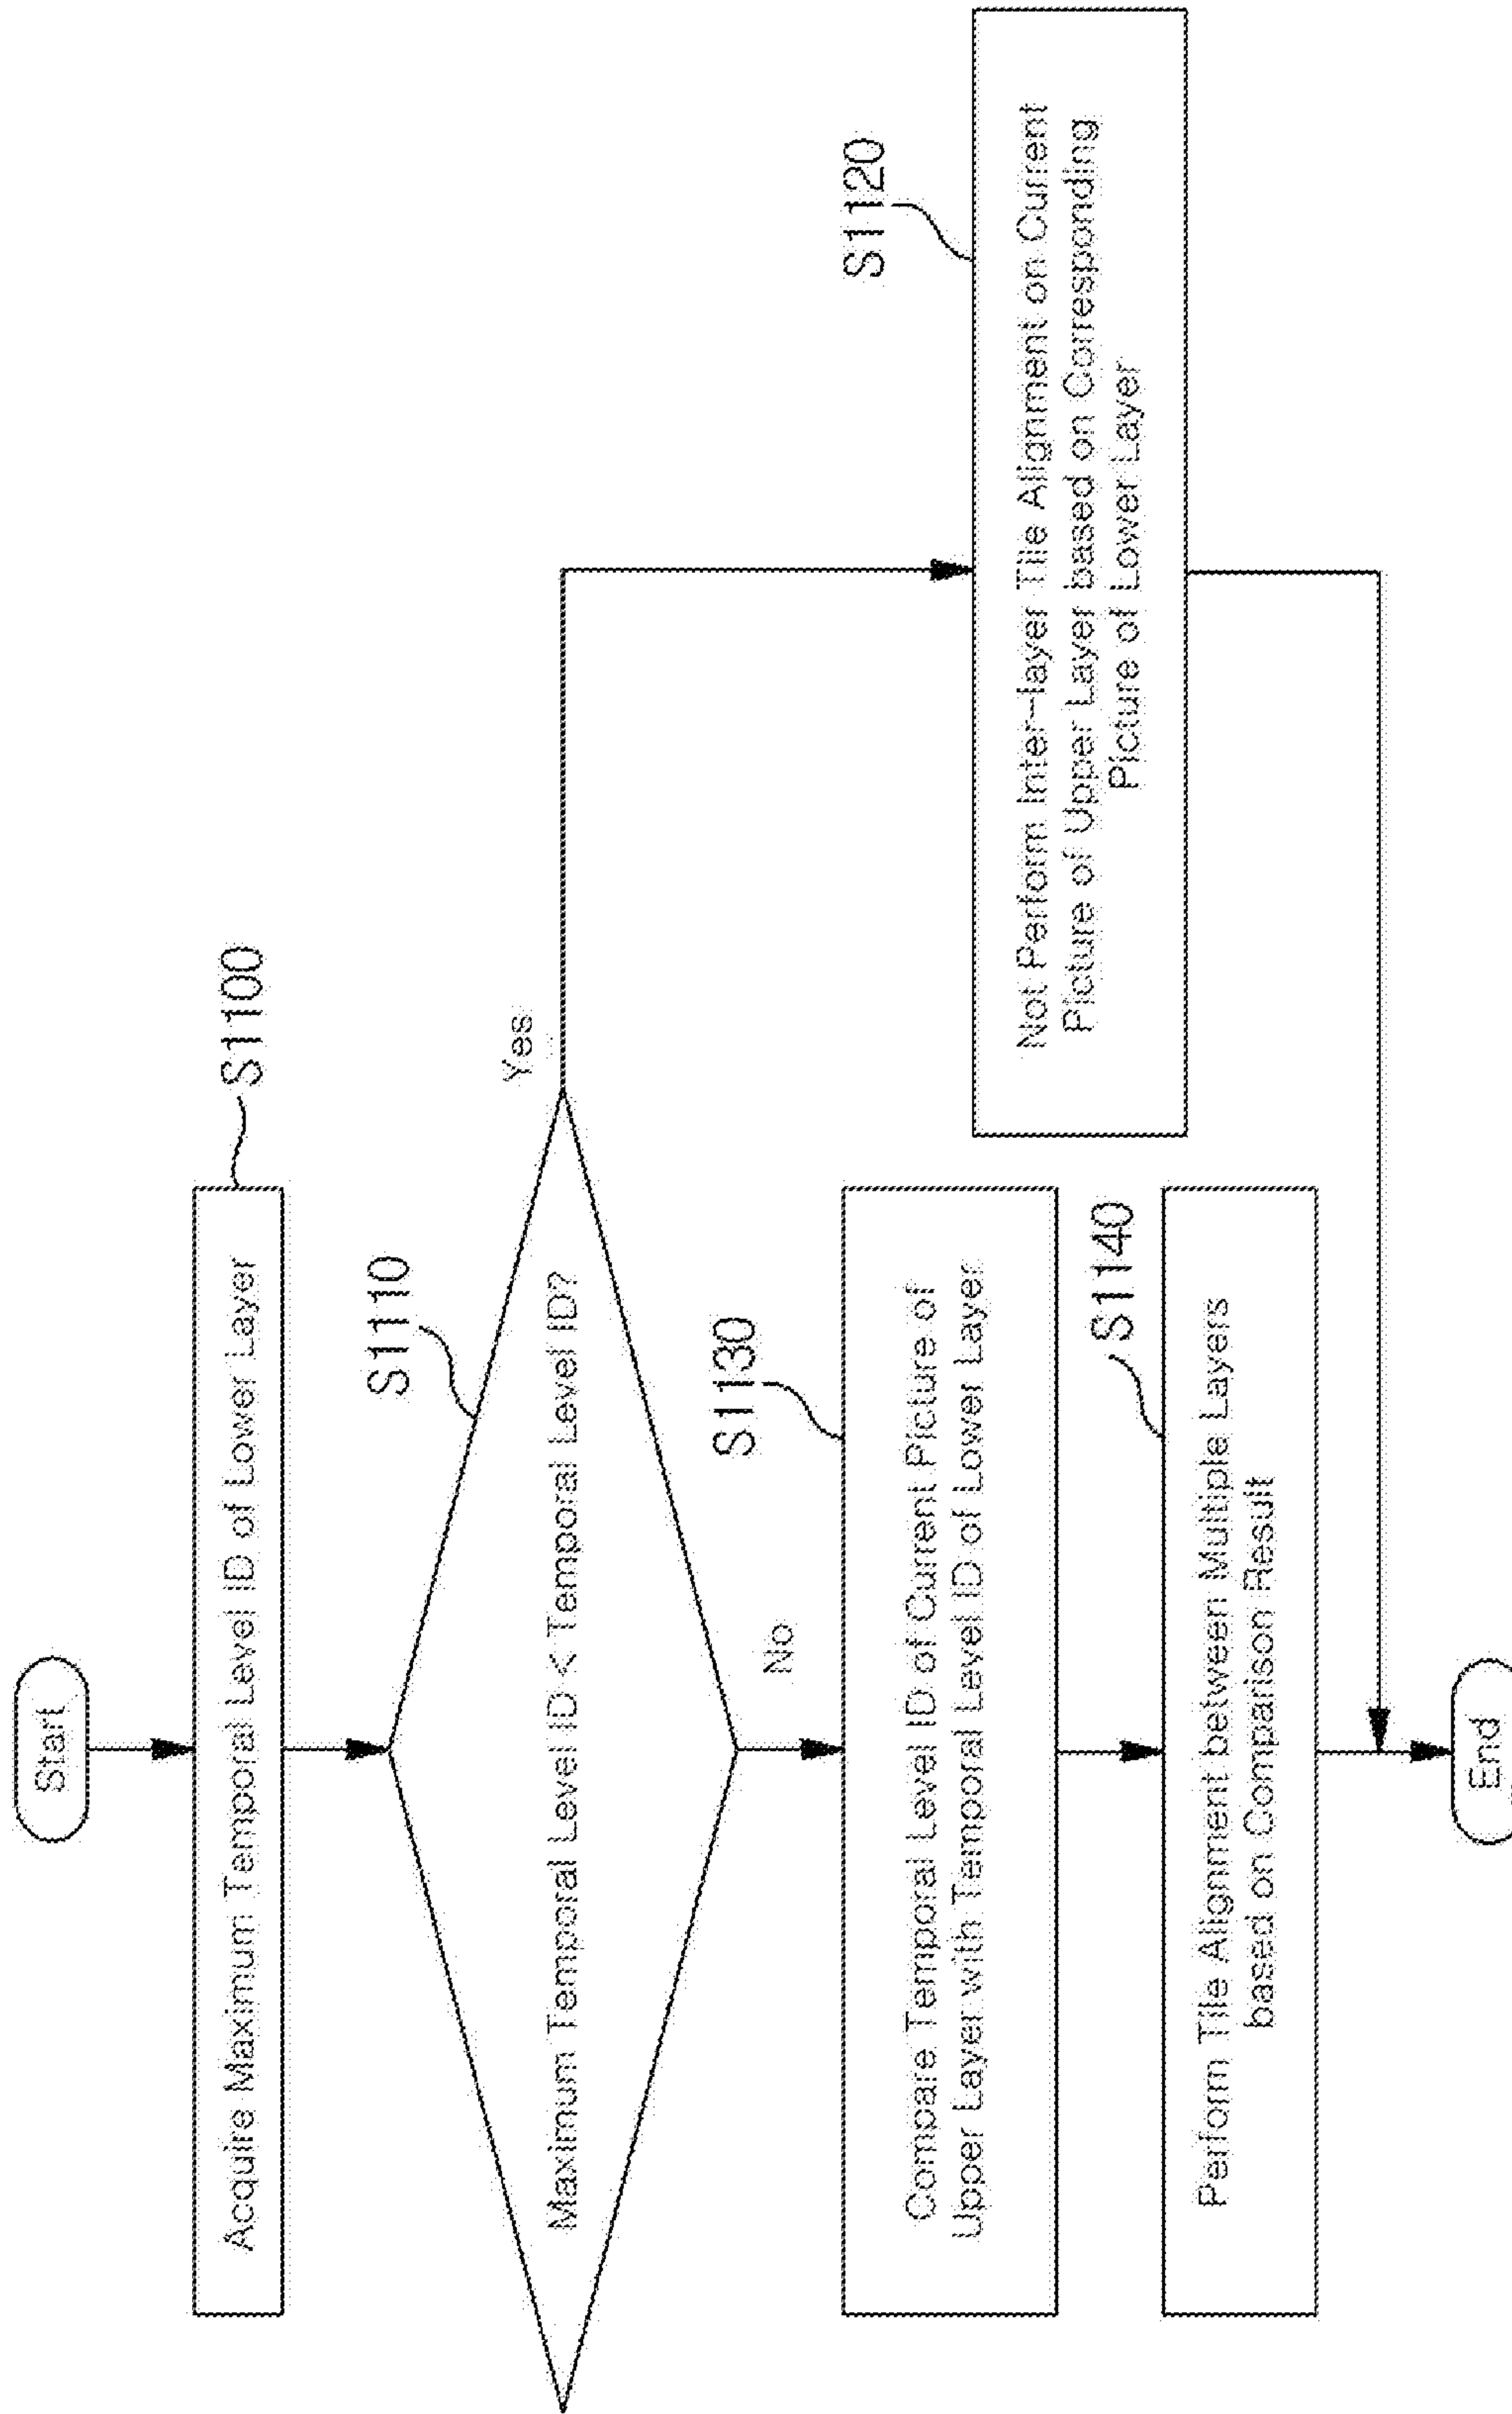 Start
S1100
Acquire Maximum Temporal Level ID of Lower Layer
S1110
Maximum Temporal Level ID < Temporal Level ID?
Yes
No
S1120
Not Perform Inter-layer Tile Alignment on Current
Picture of Upper Layer based on Corresponding
Picture of Lower Layer
S1130
Compare Temporal Level ID of Current Picture of
Upper Layer with Temporal Level ID of Lower Layer
S1140
Perform Tile Alignment between Multiple Layers
based on Comparison Result
End